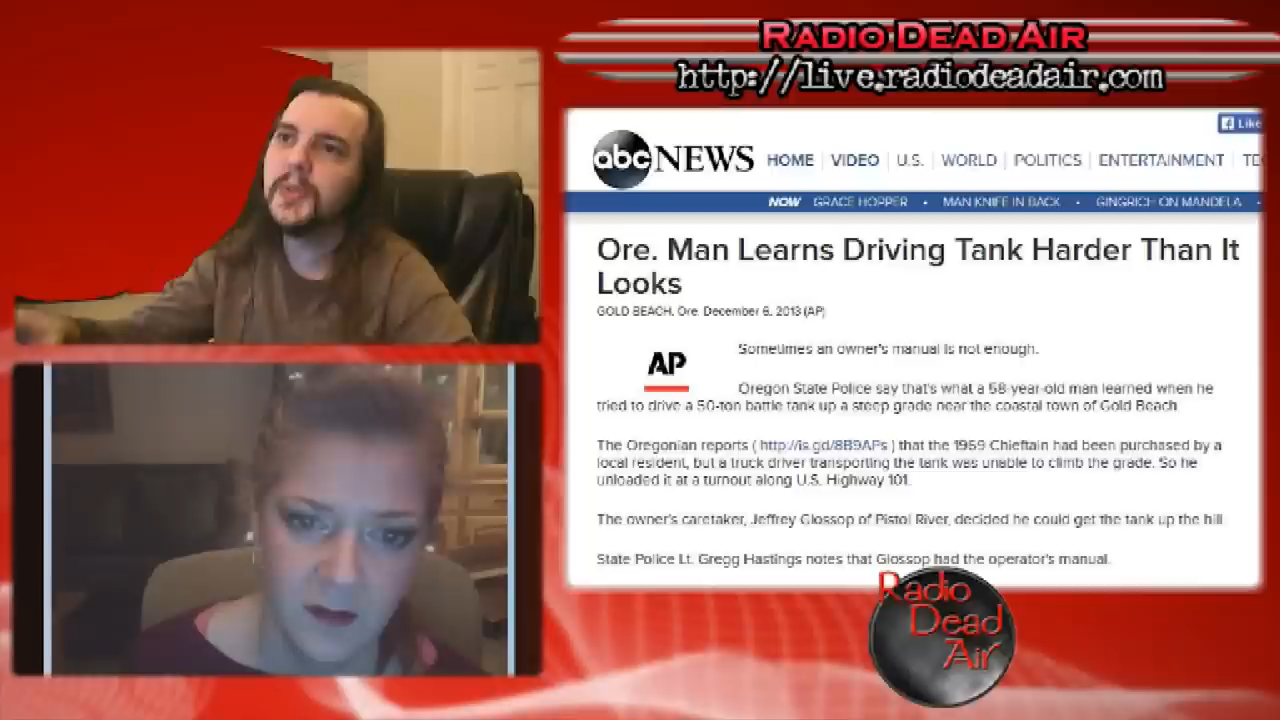 RADIO DEAD AIR
http://live.radiodeadair.com
Like
abc NEWS HOME VIDEO U.S. WORLD POLITICS ENTERTAINMENT TE
NOW GRACE HOPPER • MAN KNIFE IN BACK • GINGRICH ON MANDELA •
Ore. Man Learns Driving Tank Harder Than It
Looks
GOLD BEACH, Ore. December 6, 2013 (AP)
AP
Sometimes an owner's manual is not enough.
Oregon State Police say that's what a 58-year-old man learned when he
tried to drive a 50-ton battle tank up a steep grade near the coastal town of Gold Beach
The Oregonian reports ( http://is.gd/8B9APs ) that the 1959 Chieftain had been purchased by a
local resident, but a truck driver transporting the tank was unable to climb the grade. So he
unloaded it at a turnout along U.S. Highway 101.
The owner's caretaker, Jeffrey Glossop of Pistol River, decided he could get the tank up the hill
State Police Lt. Gregg Hastings notes that Glossop had the operator's manual.
Radio
Dead
Air